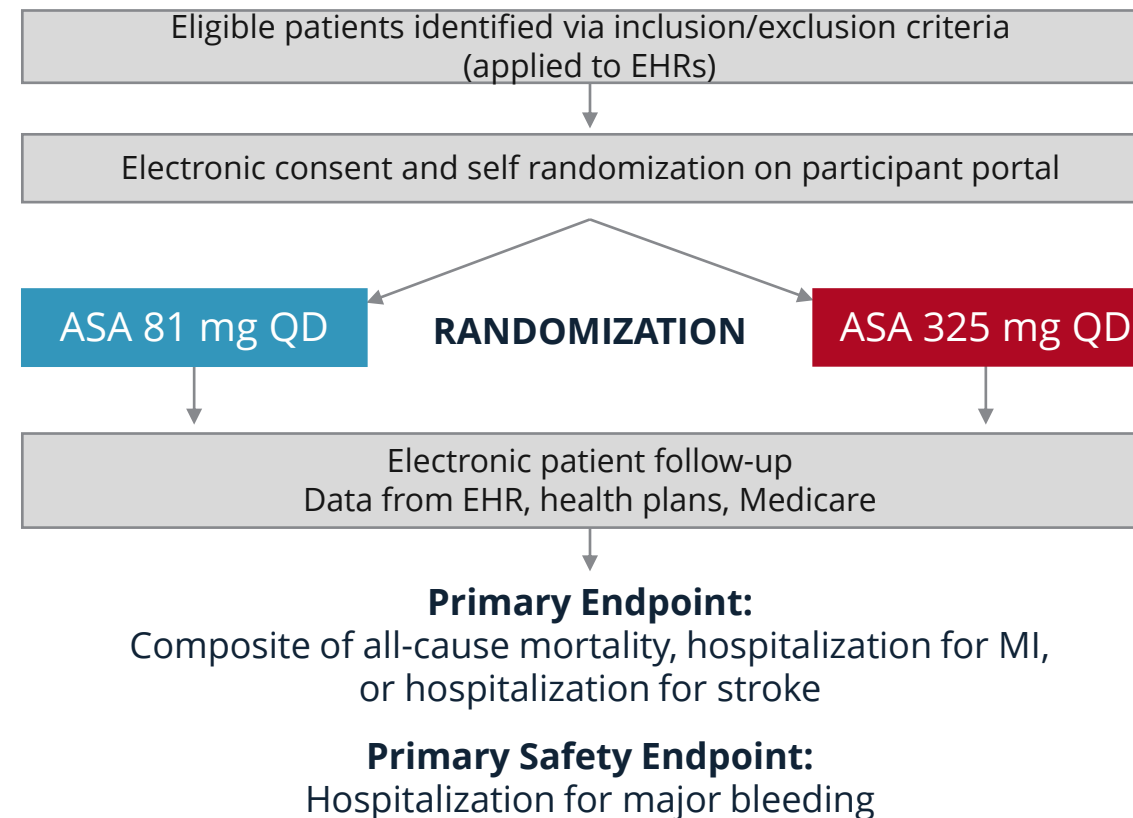 Eligible patients identified via inclusion/exclusion criteria
(applied to EHRs)
Electronic consent and self randomization on participant portal
ASA 81 mg QD
RANDOMIZATION
ASA 325 mg QD
Electronic patient follow-up
Data from EHR, health plans, Medicare
Primary Endpoint:
Composite of all-cause mortality, hospitalization for MI,
or hospitalization for stroke
Primary Safety Endpoint:
Hospitalization for major bleeding